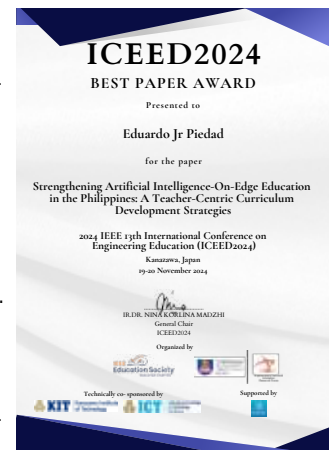 ICEED2024
BEST PAPER AWARD
Presented to
Eduardo Jr Piedad
for the paper
Strengthening Artificial Intelligence-On-Edge Education
in the Philippines: A Teacher-Centric Curriculum
Development Strategies
2024 IEEE 13th International Conference on
Engineering Education (ICEED2024)
Kanazawa, Japan
19-20 November 2024
IR.DR. NINA KORLINA MADZHI
General Chair
ICEED2024
Organized by
Education Society
Technically co- sponsored by
Supported by
KIT
ICT